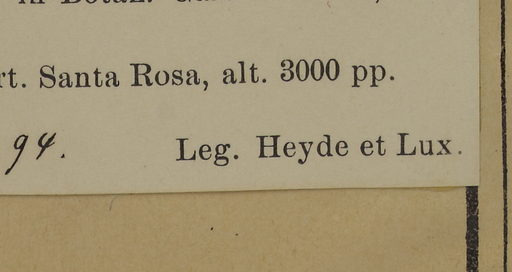 rt. Santa Rosa, alt. 3000 pp.
94. Leg. Heyde et Lux.